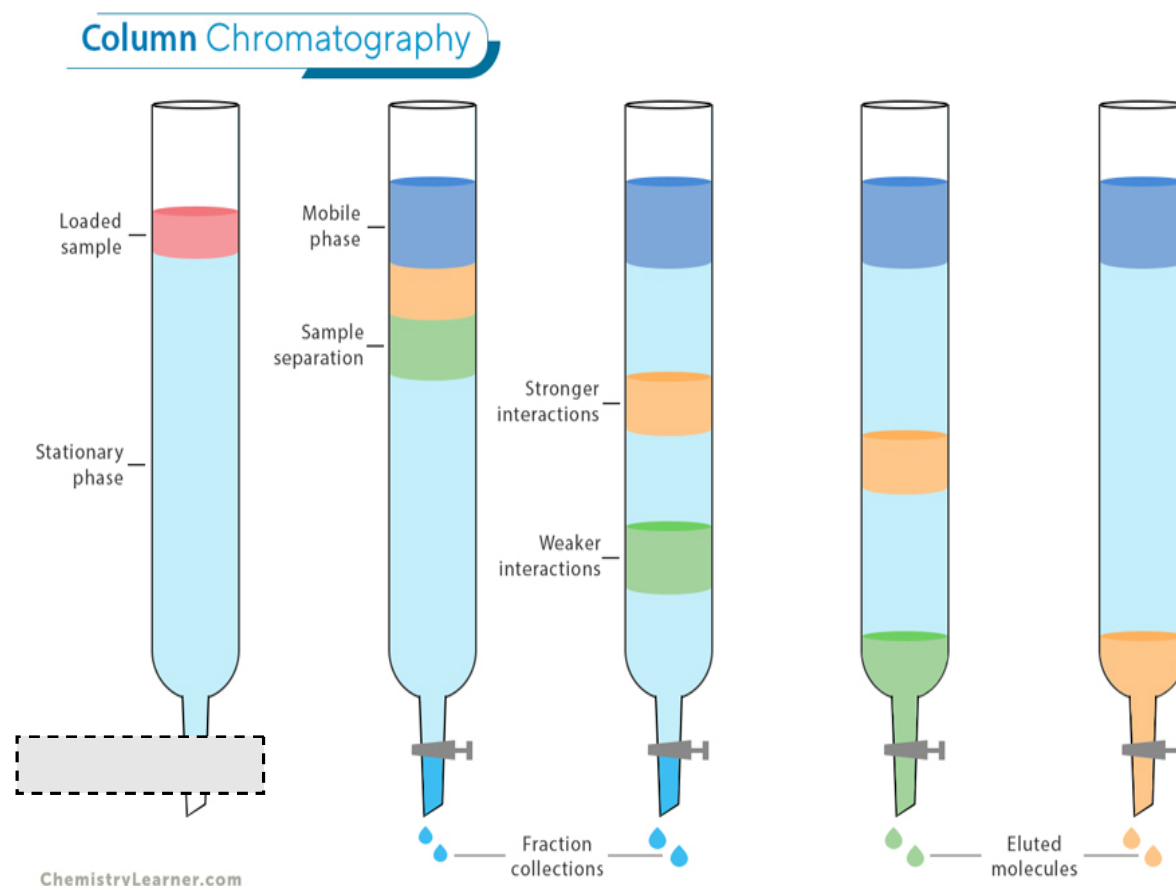 Column Chromatography
Loaded
sample
Mobile
phase
Sample
separation
Stronger
interactions
Stationary
phase
Weaker
interactions
Fraction
collections
Eluted
molecules
ChemistryLearner.com